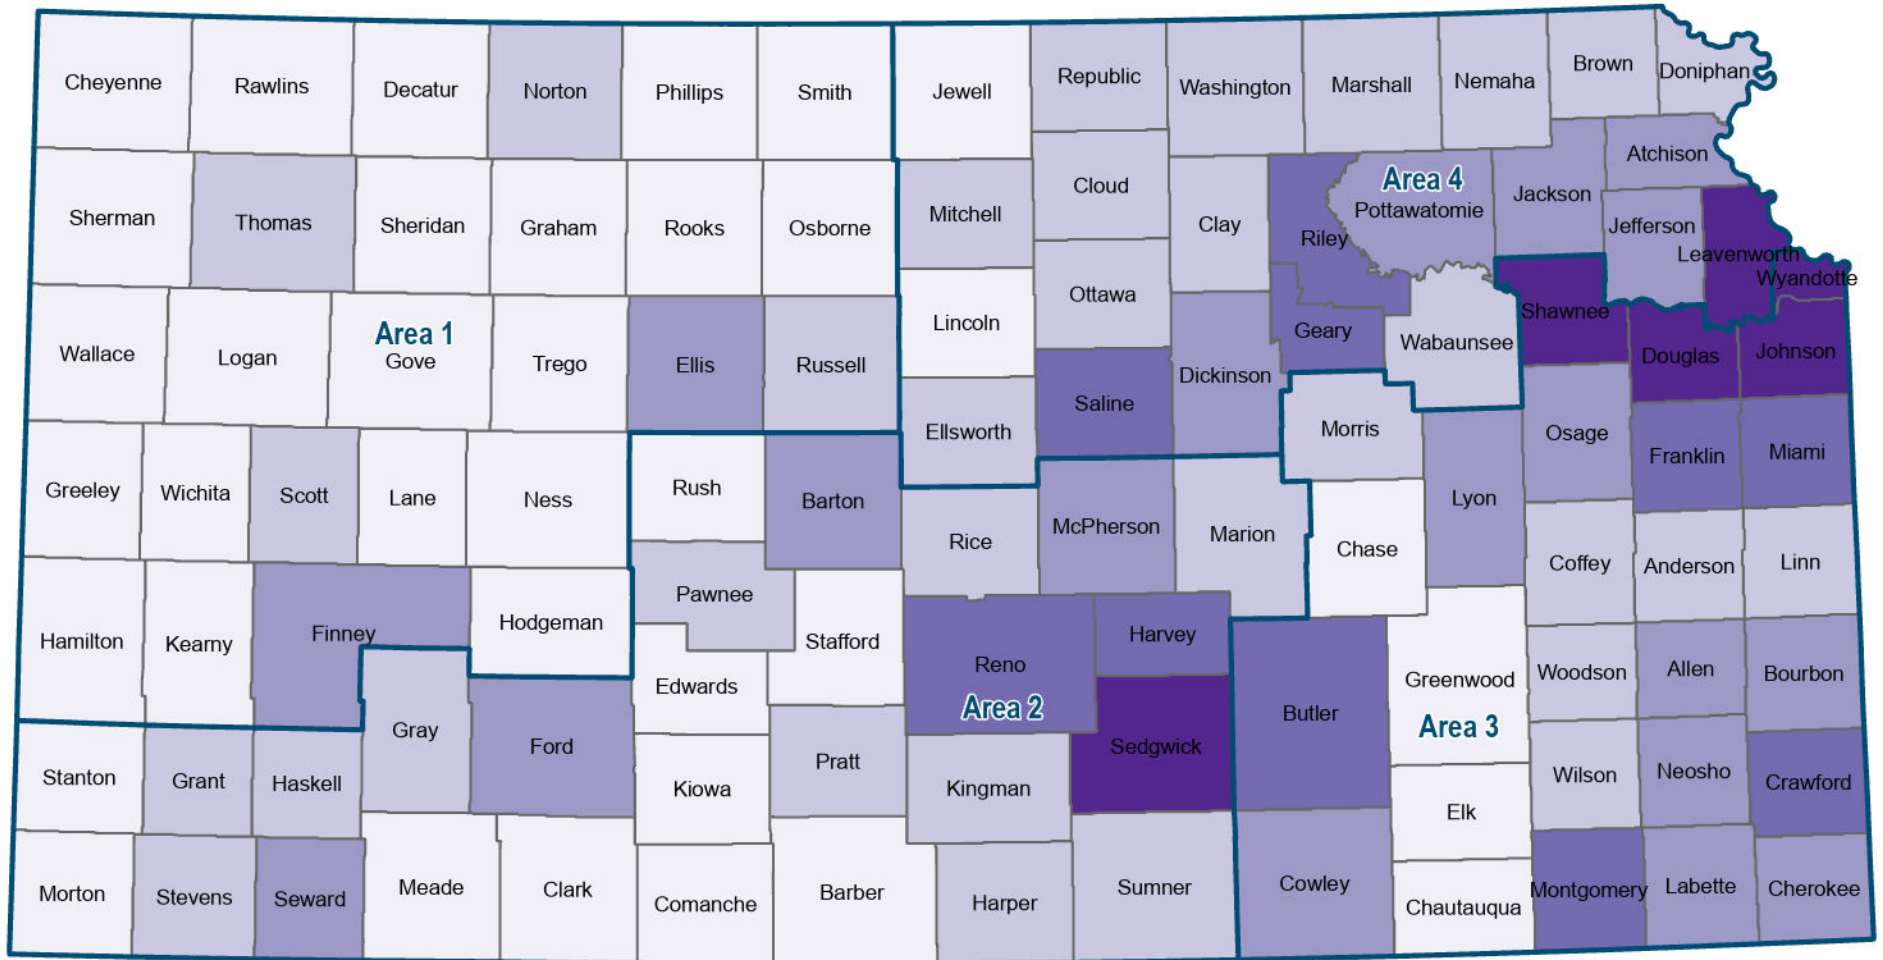 Cheyenne
Rawlins
Decatur
Norton
Phillips
Smith
Jewell
Republic
Washington
Marshall
Nemaha
Brown
Doniphan
Sherman
Thomas
Sheridan
Graham
Rooks
Osborne
Mitchell
Cloud
Clay
Riley
Area 4
Pottawatomie
Jackson
Atchison
Jefferson
Leavenworth
Wyandotte
Wallace
Logan
Area 1
Gove
Trego
Ellis
Russell
Lincoln
Ottawa
Saline
Dickinson
Geary
Wabaunsee
Shawnee
Douglas
Johnson
Greeley
Wichita
Scott
Lane
Ness
Rush
Barton
Ellsworth
Rice
McPherson
Marion
Morris
Chase
Lyon
Osage
Franklin
Miami
Hamilton
Kearny
Finney
Hodgeman
Pawnee
Stafford
Edwards
Reno
Area 2
Harvey
Sedgwick
Butler
Greenwood
Area 3
Coffey
Anderson
Linn
Woodson
Allen
Bourbon
Stanton
Grant
Haskell
Gray
Ford
Kiowa
Pratt
Kingman
Elk
Wilson
Neosho
Crawford
Morton
Stevens
Seward
Meade
Clark
Comanche
Barber
Harper
Sumner
Cowley
Chautauqua
Montgomery
Labette
Cherokee